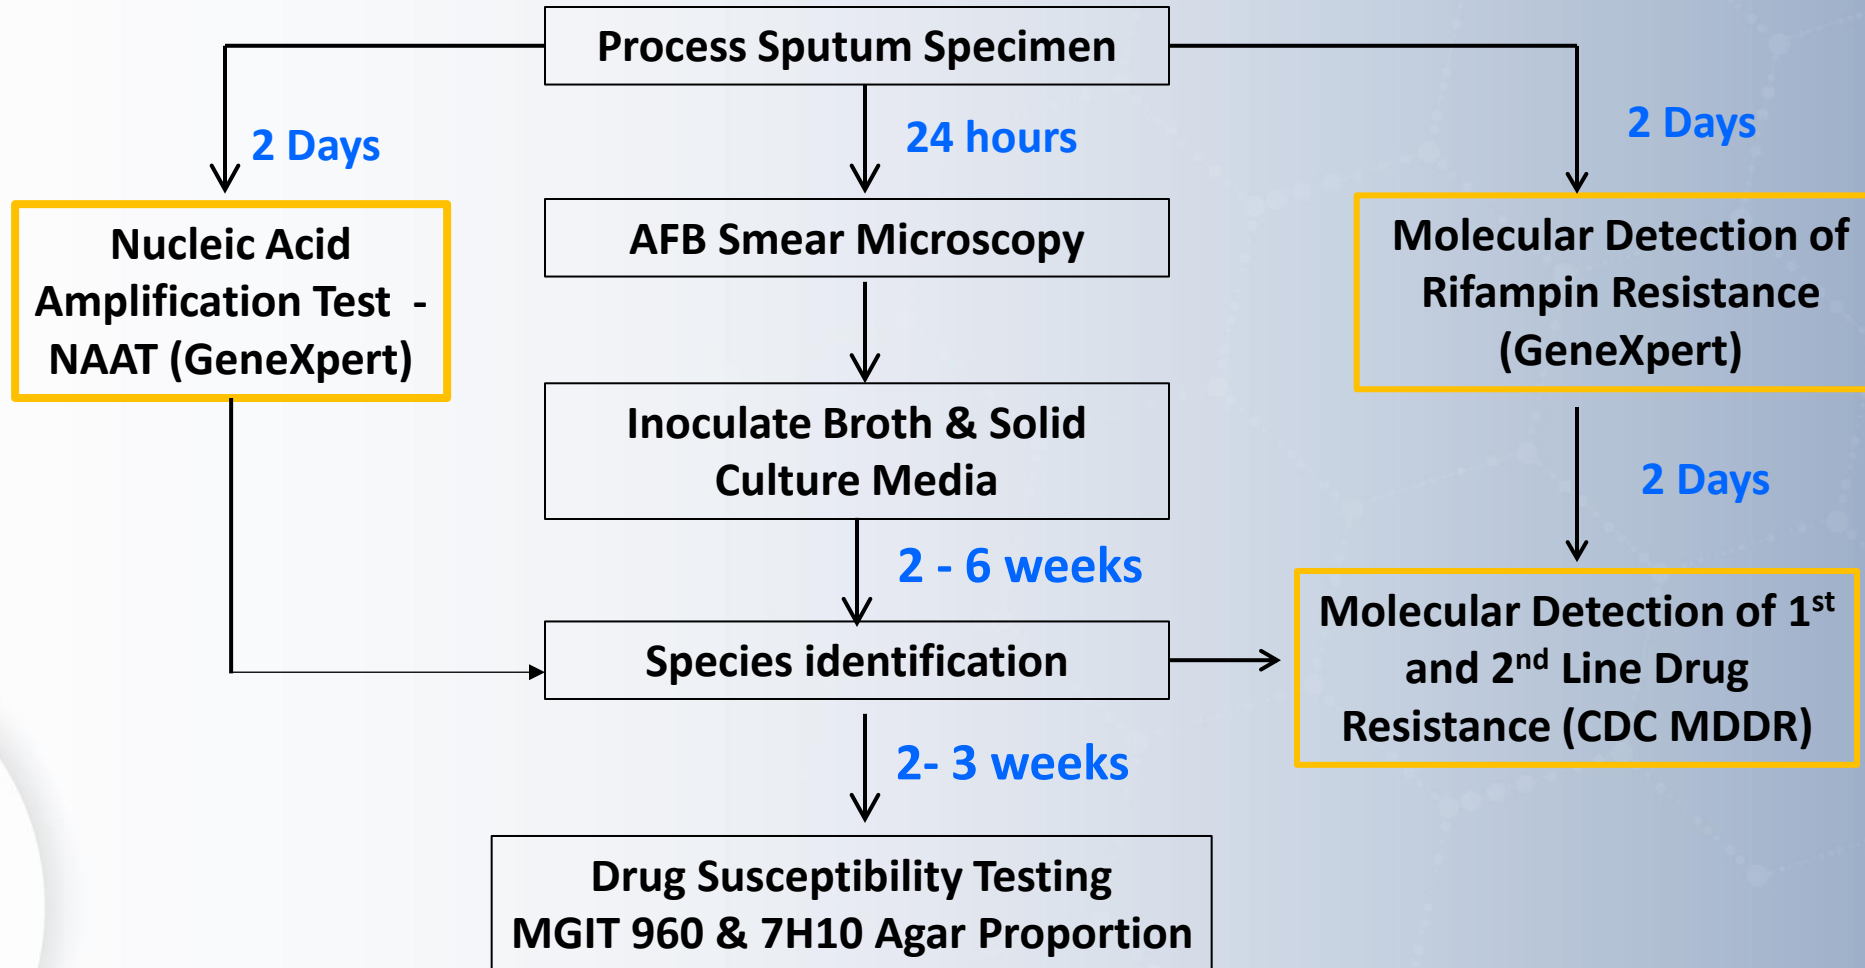 Process Sputum Specimen
2 Days
24 hours
2 Days
Nucleic Acid
Amplification Test -
NAAT (GeneXpert)
AFB Smear Microscopy
Molecular Detection of
Rifampin Resistance
(GeneXpert)
Inoculate Broth & Solid
Culture Media
2 Days
2 - 6 weeks
Species identification
Molecular Detection of 1st
and 2nd Line Drug
Resistance (CDC MDDR)
2- 3 weeks
Drug Susceptibility Testing
MGIT 960 & 7H10 Agar Proportion